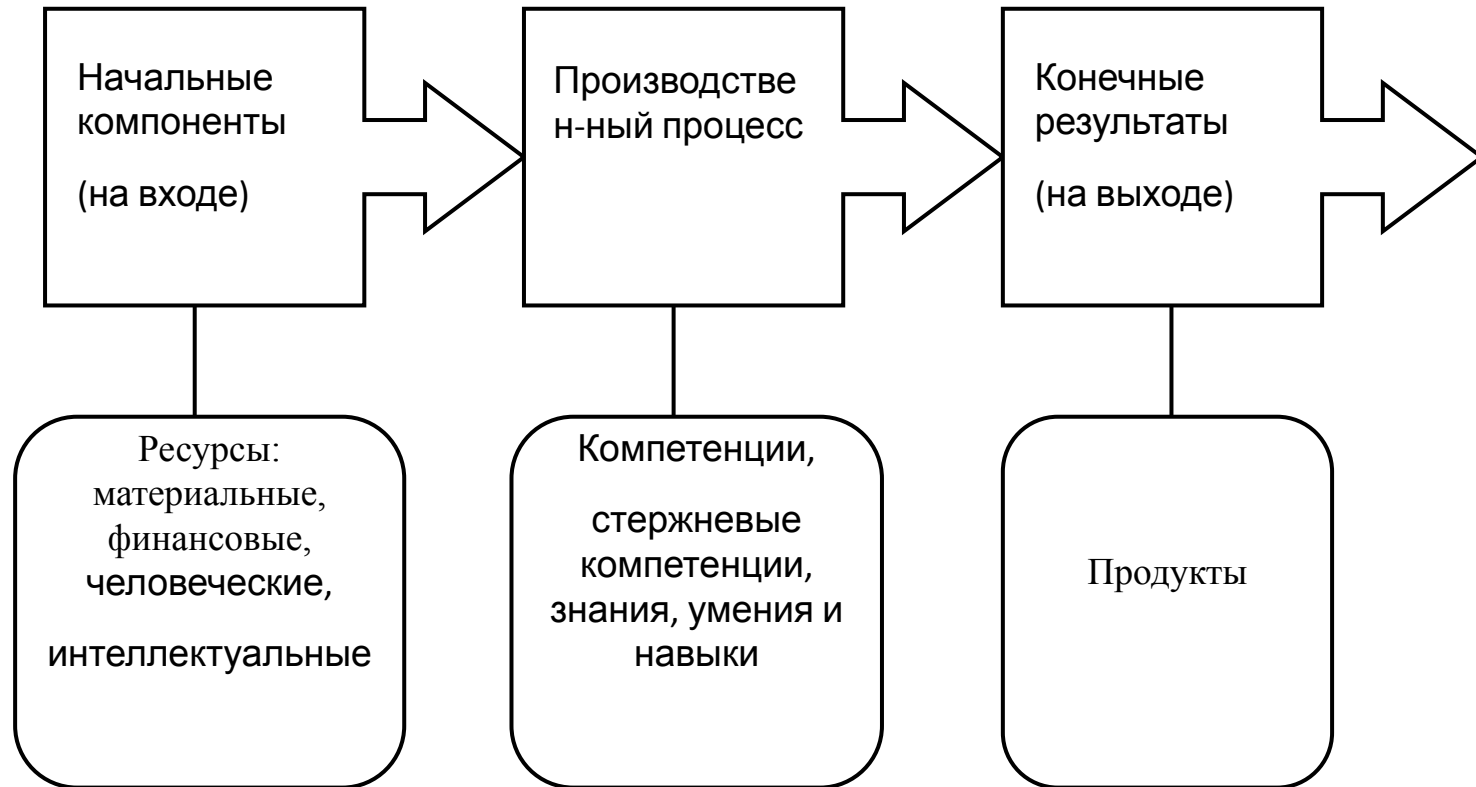 Начальные
компоненты
(на входе)
Производстве
н-ный процесс
Конечные
результаты
(на выходе)
Ресурсы:
материальные,
финансовые,
человеческие,
интеллектуальные
Компетенции,
стержневые
компетенции,
знания, умения и
навыки
Продукты